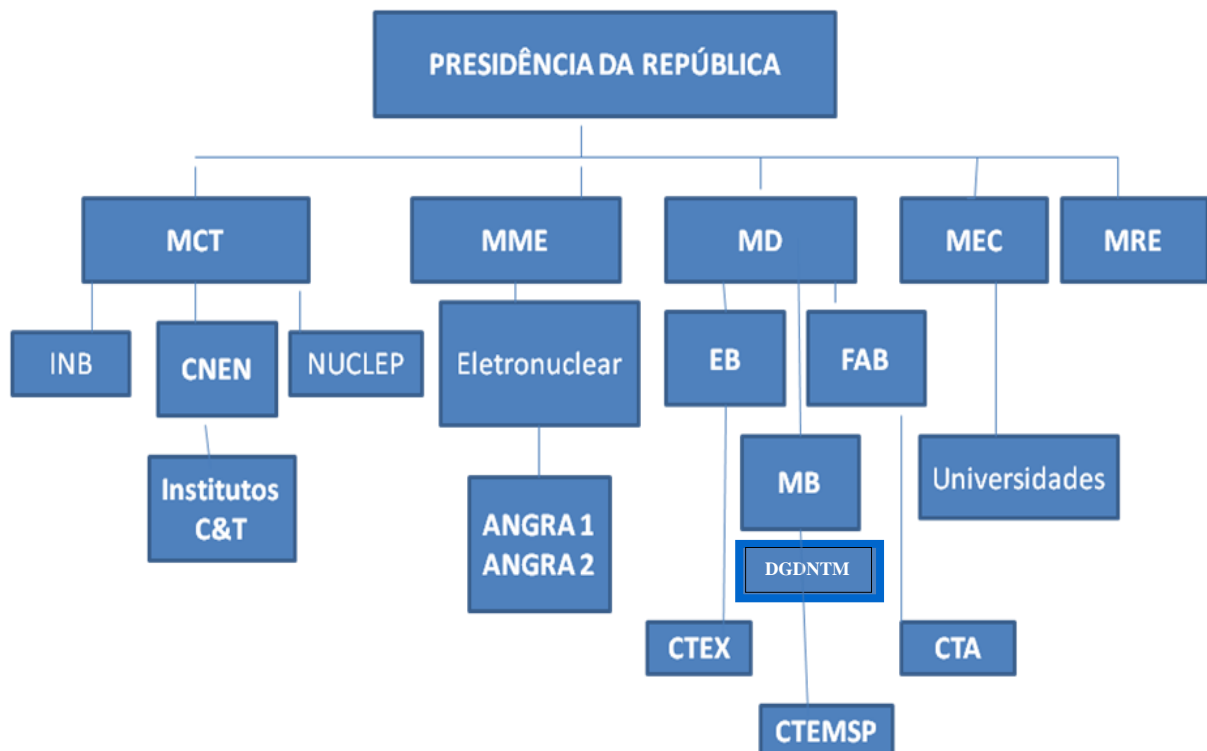 PRESIDÊNCIA DA REPÚBLICA
MCT
MME
MD
MEC
MRE
INB
CNEN
NUCLEP
Eletronuclear
EB
FAB
Institutos
C&T
ANGRA 1
ANGRA 2
MB
Universidades
DGDNTM
CTEX
CTA
CTEMSP